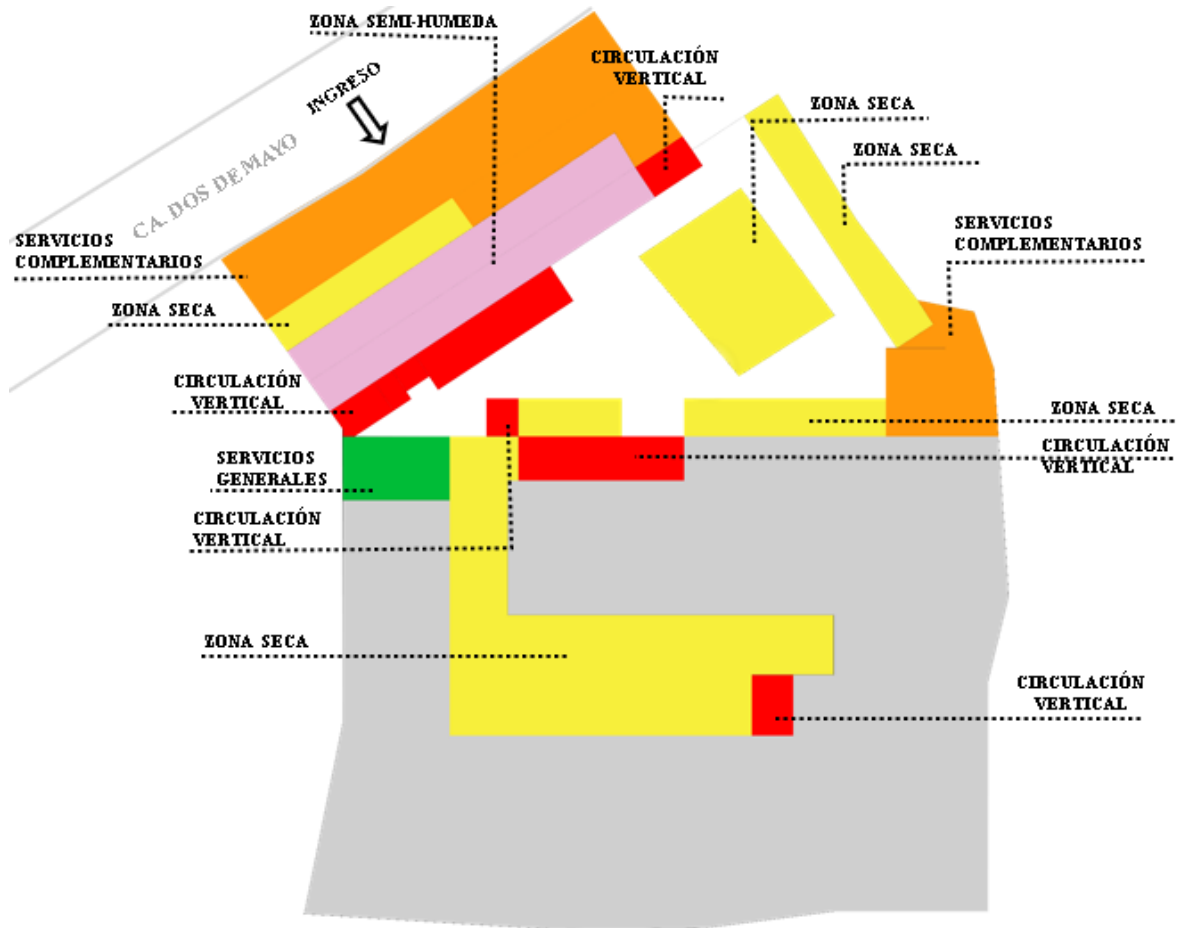 ZONA SEMI-HUMEDA
CIRCULACIÓN
VERTICAL
INGRESO
ZONA SECA
CA. DOS DE MAYO
ZONA SECA
SERVICIOS
COMPLEMENTARIOS
SERVICIOS
COMPLEMENTARIOS
ZONA SECA
CIRCULACIÓN
VERTICAL
ZONA SECA
CIRCULACIÓN
VERTICAL
SERVICIOS
GENERALES
CIRCULACIÓN
VERTICAL
ZONA SECA
CIRCULACIÓN
VERTICAL